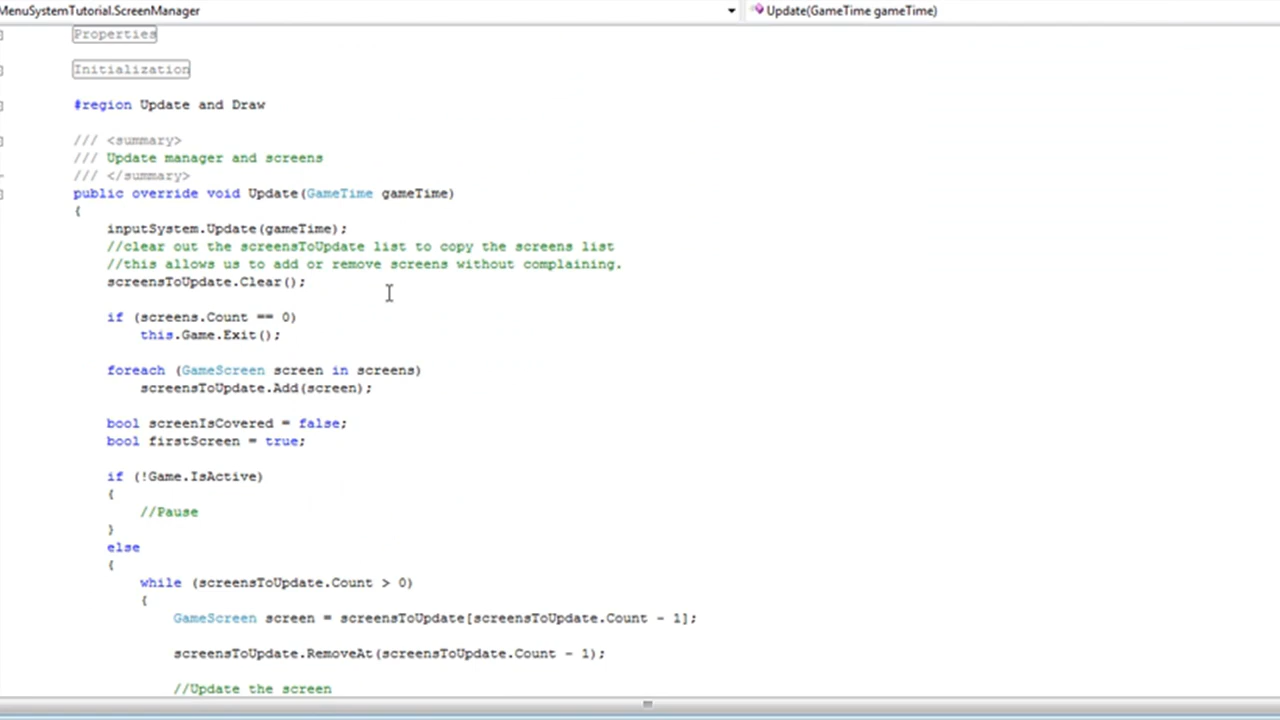 MenuSystemTutorial.ScreenManager
Update(GameTime gameTime)
Properties
Initialization
#region Update and Draw
/// <summary>
/// Update manager and screens
/// </summary>
public override void Update(GameTime gameTime)
{
inputSystem.Update(gameTime);
//clear out the screensToUpdate list to copy the screens list
//this allows us to add or remove screens without complaining.
screensToUpdate.Clear();
if (screens.Count == 0)
this.Game.Exit();
foreach (GameScreen screen in screens)
screensToUpdate.Add(screen);
bool screenIsCovered = false;
bool firstScreen = true;
if (!Game.IsActive)
{
//Pause
}
else
{
while (screensToUpdate.Count > 0)
{
GameScreen screen = screensToUpdate[screensToUpdate.Count - 1];
screensToUpdate.RemoveAt(screensToUpdate.Count - 1);
//Update the screen